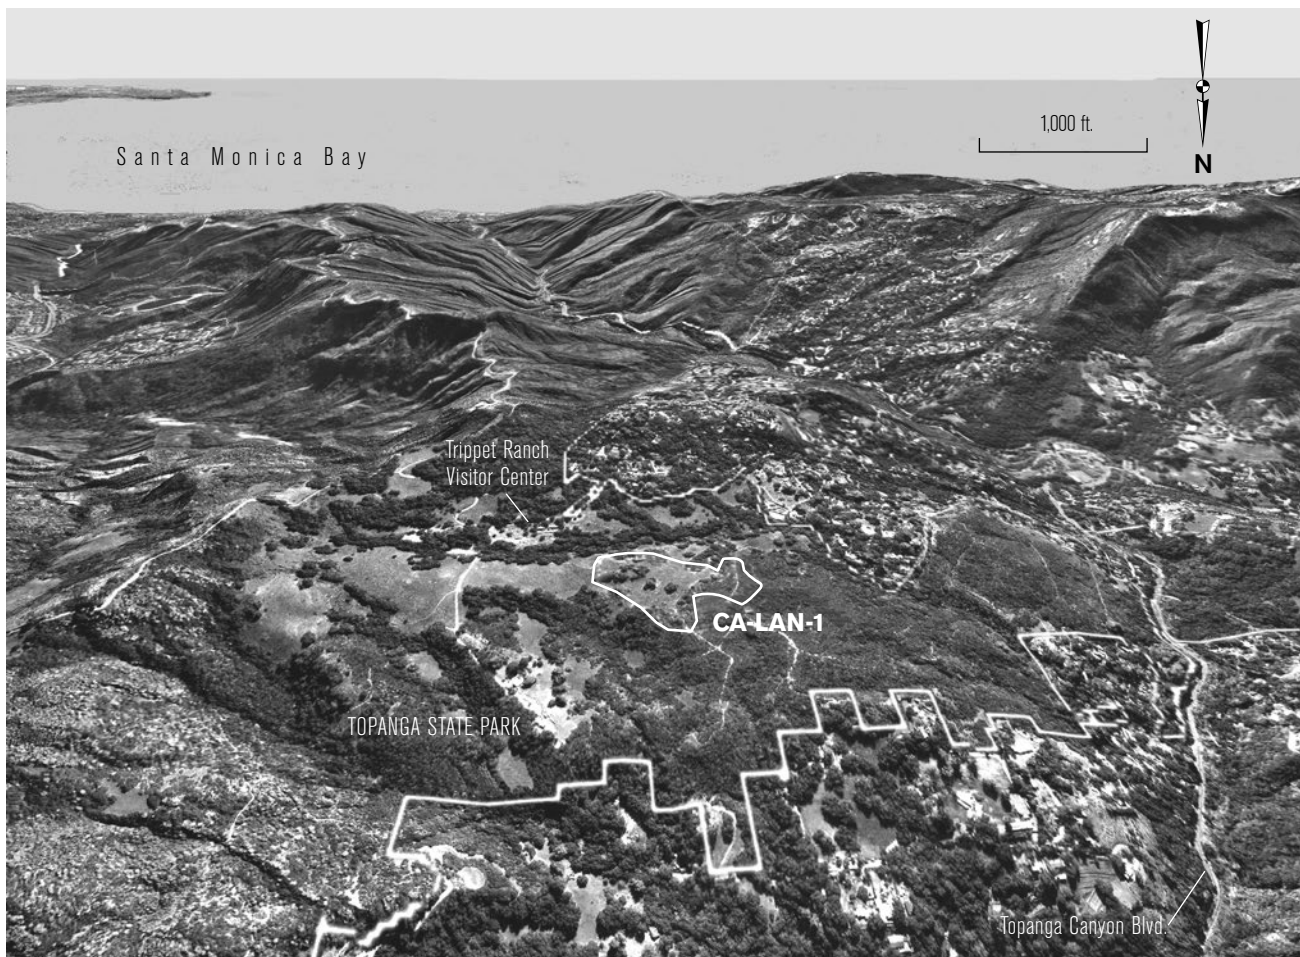 1,000 ft.
Santa Monica Bay
N
Trippet Ranch
Visitor Center
CA-LAN-1
TOPANGA STATE PARK
Topanga Canyon Blvd.